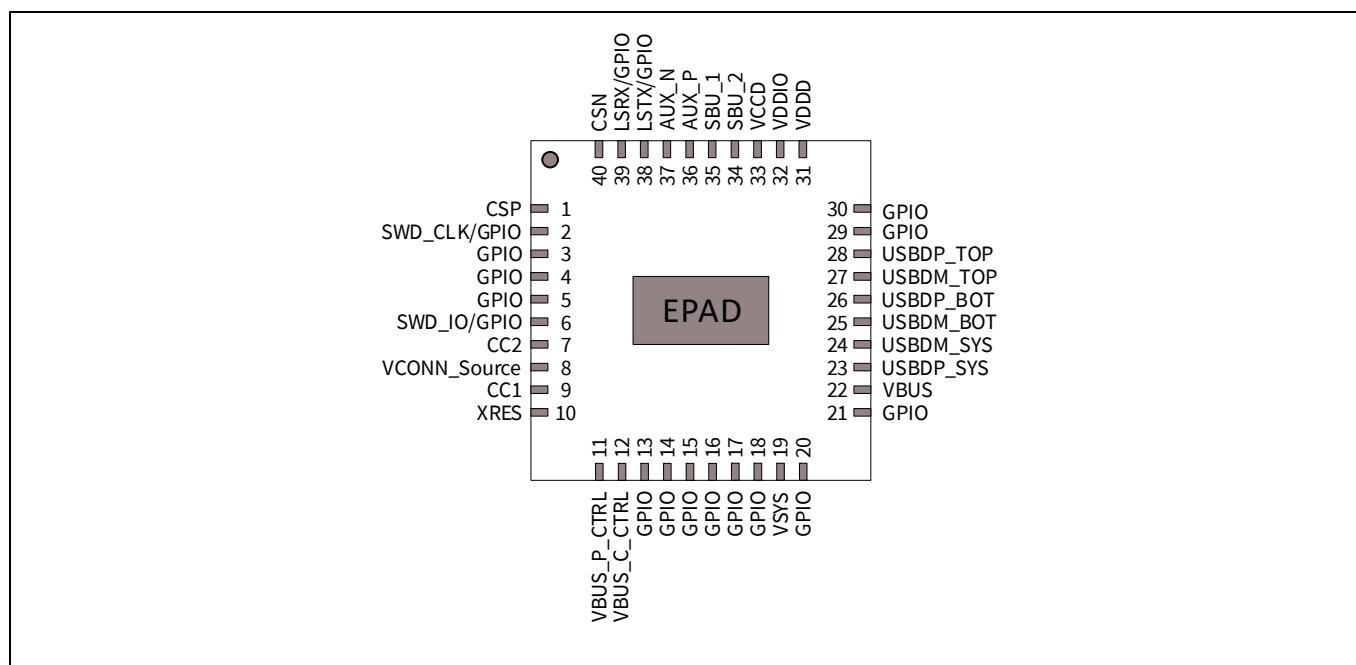 CSN
LSRX/GPIO
LSTX/GPIO
AUX_N
AUX_P
SBU_1
SBU_2
VCCD
VDDIO
VDDD
40
39
38
37
36
35
34
33
32
31
CSP 1
SWD_CLK/GPIO 2
GPIO 3
GPIO 4
GPIO 5
SWD_IO/GPIO 6
CC2 7
VCONN_Source 8
CC1 9
XRES 10
EPAD
30 GPIO
29 GPIO
28 USBDP_TOP
27 USBDM_TOP
26 USBDP_BOT
25 USBDM_BOT
24 USBDM_SYS
23 USBDP_SYS
22 VBUS
21 GPIO
11
12
13
14
15
16
17
18
19
20
VBUS_P_CTRL
VBUS_C_CTRL
GPIO
GPIO
GPIO
GPIO
GPIO
GPIO
VSYS
GPIO